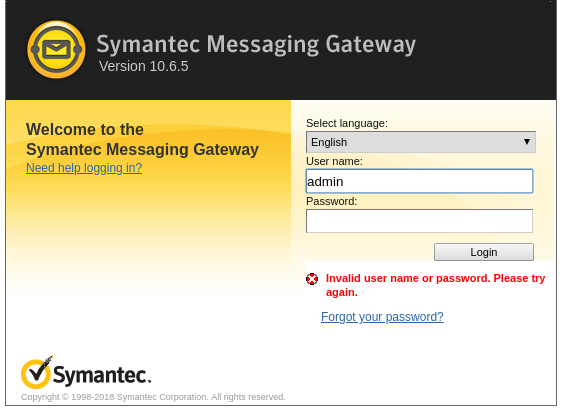 Symantec Messaging Gateway
Version 10.6.5
Welcome to the
Symantec Messaging Gateway
Need help logging in?
Select language:
English
User name:
admin
Password:
Login
Invalid user name or password. Please try
again.
Forgot your password?
Symantec.
Copyright © 1998-2018 Symantec Corporation. All rights reserved.